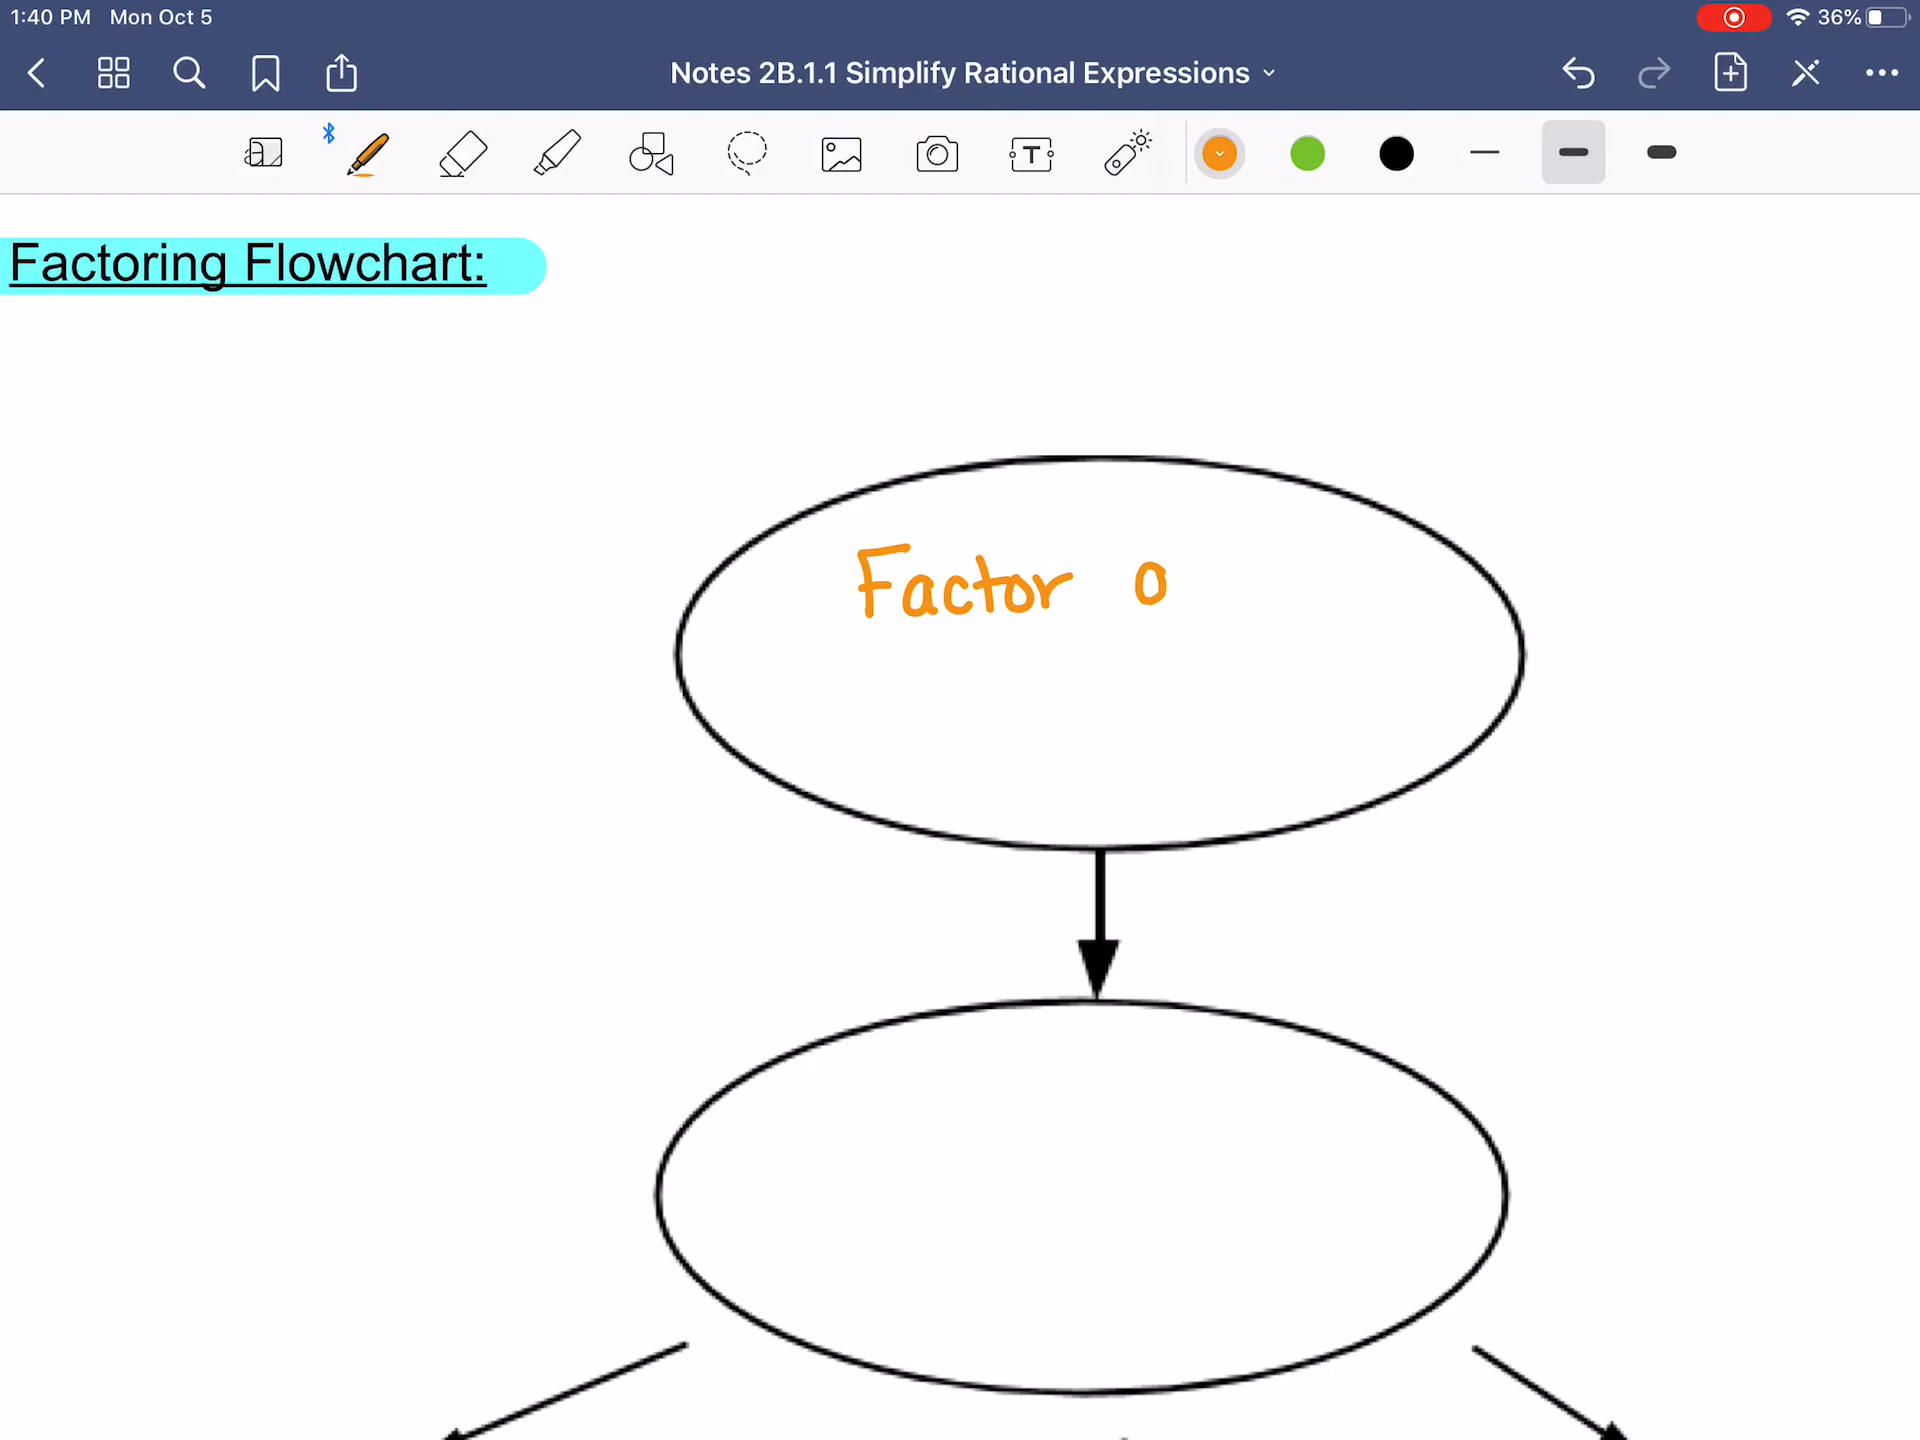 1:40 PM Mon Oct 5
36%
Notes 2B.1.1 Simplify Rational Expressions
T
Factoring Flowchart:
Factor o